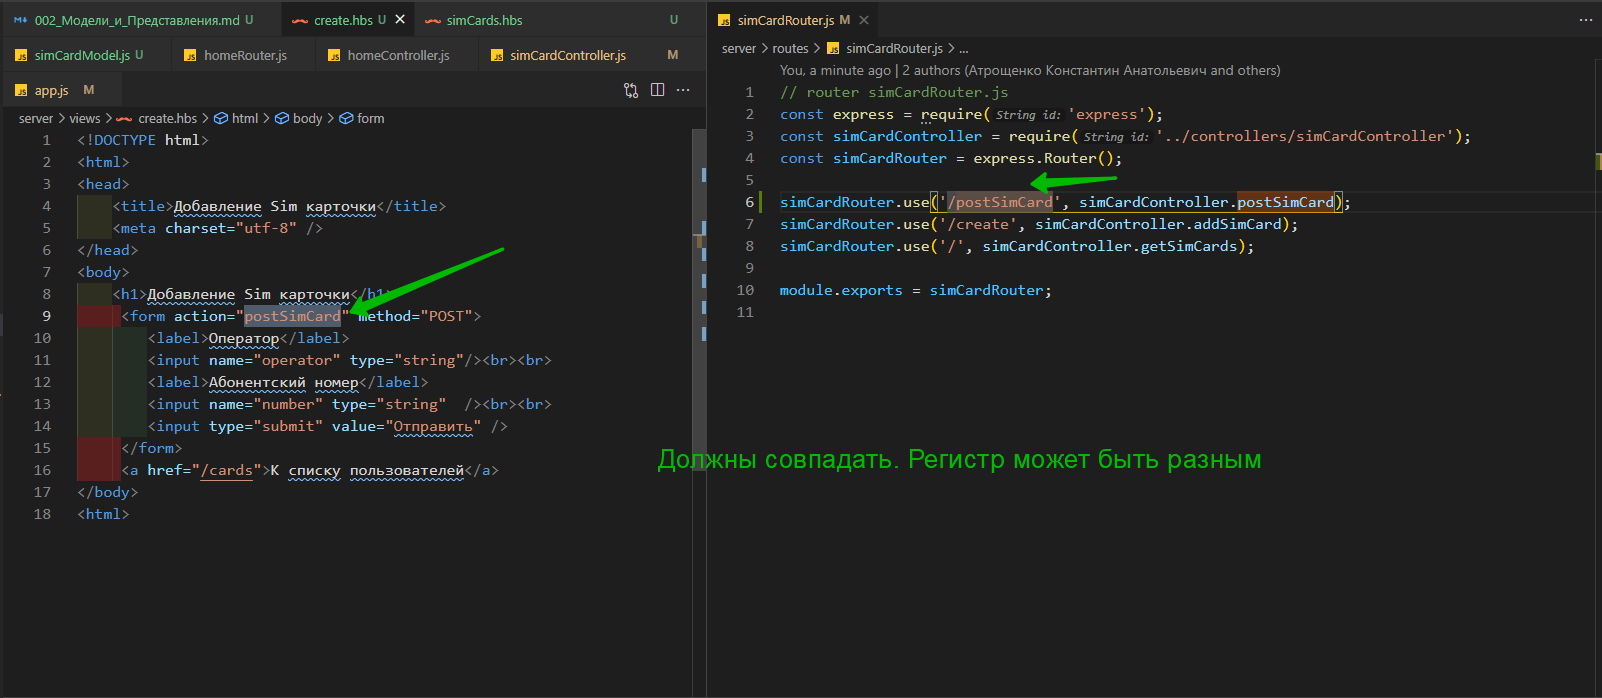 002_Модели_и_Представления.md U
create.hbs U
simCards.hbs U
simCardModel.js U
homeRouter.js
homeController.js
simCardController.js M
app.js M
server > views > create.hbs > html > body > form
1 <!DOCTYPE html>
2 <html>
3 <head>
4 <title>Добавление Sim карточки</title>
5 <meta charset="utf-8" />
6 </head>
7 <body>
8 <h1>Добавление Sim карточки</h1>
9 <form action="postSimCard" method="POST">
10 <label>Оператор</label>
11 <input name="operator" type="string"/><br><br>
12 <label>Абонентский номер</label>
13 <input name="number" type="string" /><br><br>
14 <input type="submit" value="Отправить" />
15 </form>
16 <a href="/cards">К списку пользователей</a>
17 </body>
18 <html>
simCardRouter.js M
server > routes > simCardRouter.js > ...
You, a minute ago | 2 authors (Атрощенко Константин Анатольевич and others)
1 // router simCardRouter.js
2 const express = require( String id: 'express');
3 const simCardController = require( String id: '../controllers/simCardController');
4 const simCardRouter = express.Router();
5
6 simCardRouter.use('/postSimCard', simCardController.postSimCard);
7 simCardRouter.use('/create', simCardController.addSimCard);
8 simCardRouter.use('/', simCardController.getSimCards);
9
10 module.exports = simCardRouter;
11
Должны совпадать. Регистр может быть разным